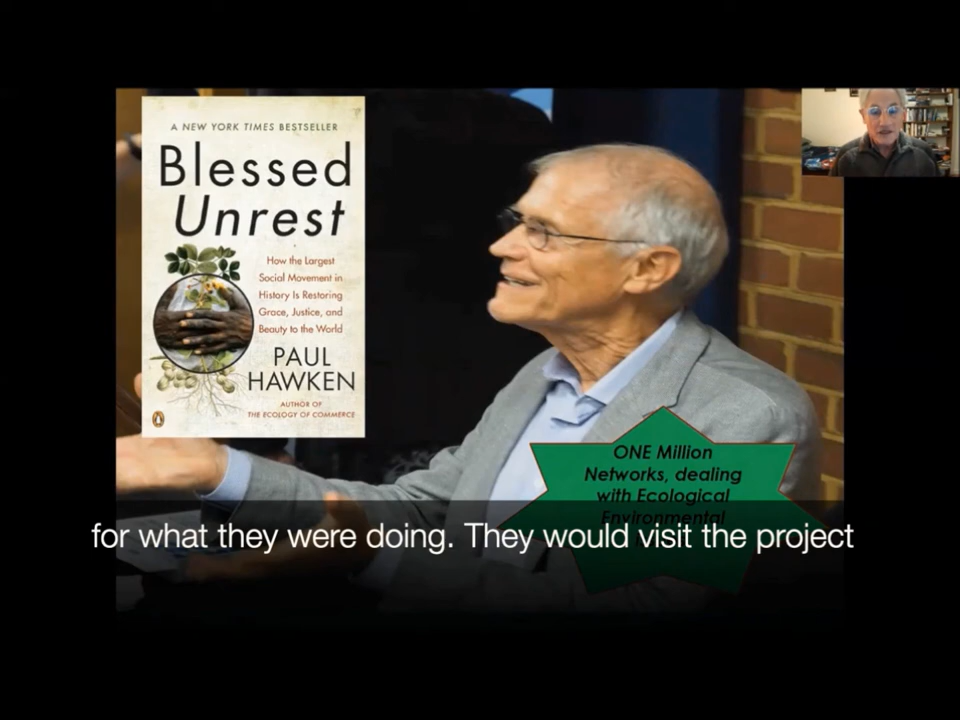 A NEW YORK TIMES BESTSELLER
Blessed
Unrest
How the Largest
Social Movement in
History Is Restoring
Grace, Justice, and
Beauty to the World
PAUL
HAWKEN
AUTHOR OF
THE ECOLOGY OF COMMERCE
ONE Million
Networks, dealing
with Ecological
Environmental
for what they were doing. They would visit the project